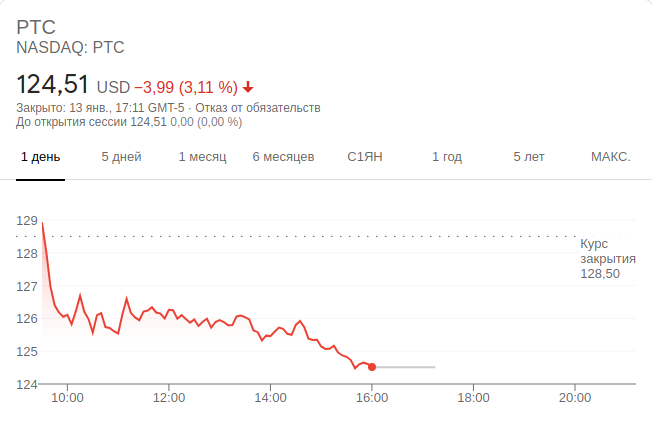 PTC
NASDAQ: PTC
124,51 USD −3,99 (3,11 %)
Закрыто: 13 янв., 17:11 GMT-5 · Отказ от обязательств
До открытия сессии 124,51 0,00 (0,00 %)
1 день 5 дней 1 месяц 6 месяцев С1ЯН 1 год 5 лет МАКС.
129
128
127
126
125
124
Курс
закрытия
128,50
10:00 12:00 14:00 16:00 18:00 20:00